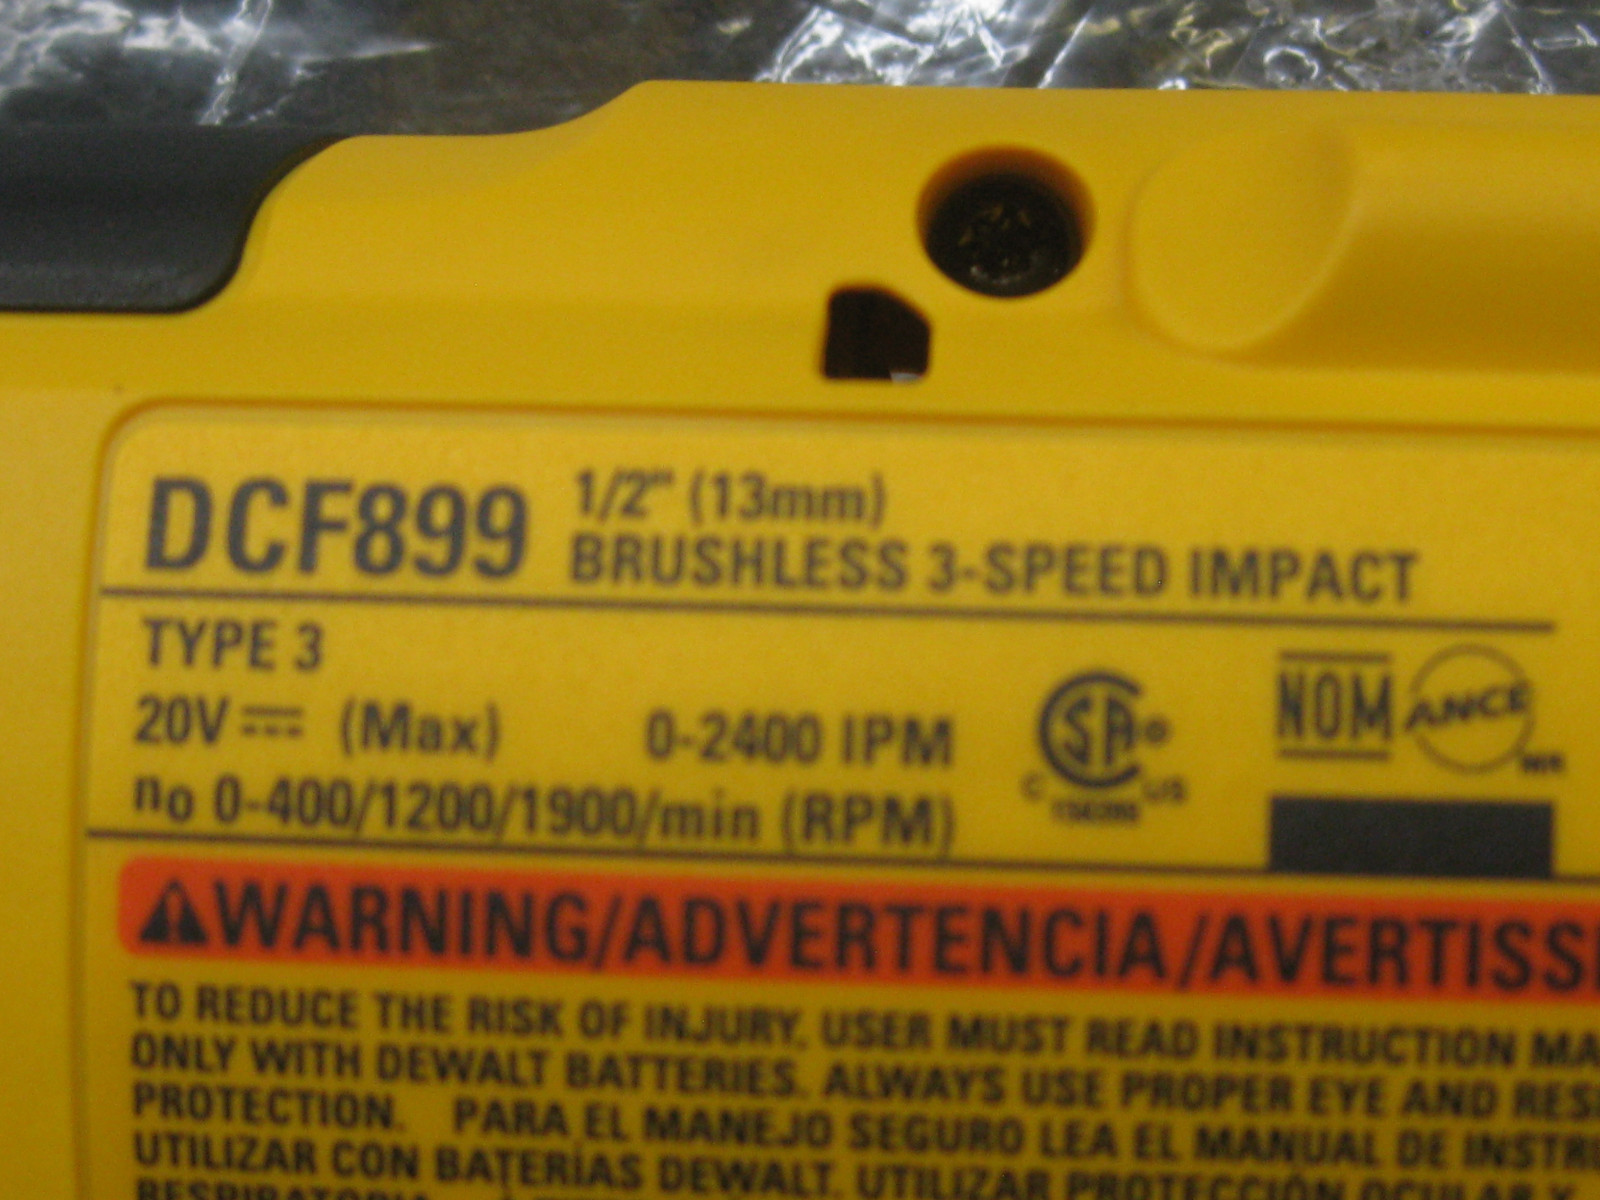 DCF899 1/2" (13mm)
BRUSHLESS 3-SPEED IMPACT
TYPE 3
20V (Max) 0-2400 IPM
no 0-400/1200/1900/min (RPM)
C SA US
NOM ANCE
WARNING/ADVERTENCIA/AVERTISS
TO REDUCE THE RISK OF INJURY, USER MUST READ INSTRUCTION MA
ONLY WITH DEWALT BATTERIES. ALWAYS USE PROPER EYE AND RES
PROTECTION. PARA EL MANEJO SEGURO LEA EL MANUAL DE INSTR
UTILIZAR CON BATERÍAS DEWALT. UTILIZAR PROTECCIÓN OCULAR Y